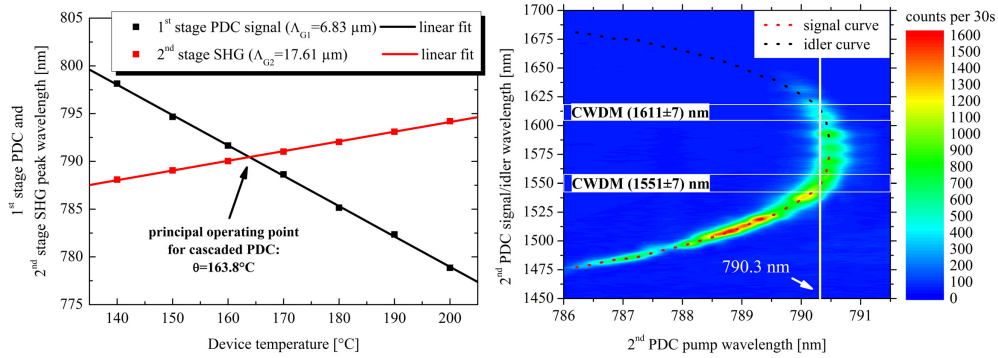 1st stage PDC signal (ΛG1=6.83 µm) linear fit
2nd stage SHG (ΛG2=17.61 µm) linear fit
1st stage PDC and
2nd stage SHG peak wavelength [nm]
800
795
790
785
780
775
principal operating point
for cascaded PDC:
θ=163.8°C
140 150 160 170 180 190 200
Device temperature [°C]
2nd PDC signal/idler wavelength [nm]
1700
1675
1650
1625
1600
1575
1550
1525
1500
1475
1450
signal curve
idler curve
CWDM (1611±7) nm
CWDM (1551±7) nm
790.3 nm
786 787 788 789 790 791
2nd PDC pump wavelength [nm]
counts per 30s
1600
1500
1400
1300
1200
1100
1000
900
800
700
600
500
400
300
200
100
0